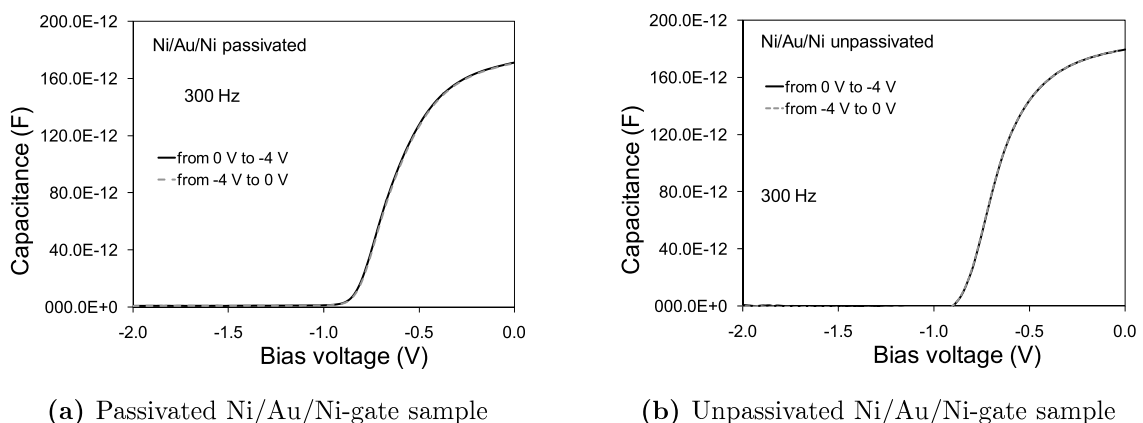 200.0E-12
160.0E-12
120.0E-12
80.0E-12
40.0E-12
000.0E+0
Capacitance (F)
Ni/Au/Ni passivated
300 Hz
from 0 V to -4 V
from -4 V to 0 V
-2.0 -1.5 -1.0 -0.5 0.0
Bias voltage (V)
(a) Passivated Ni/Au/Ni-gate sample
200.0E-12
160.0E-12
120.0E-12
80.0E-12
40.0E-12
000.0E+0
Capacitance (F)
Ni/Au/Ni unpassivated
from 0 V to -4 V
from -4 V to 0 V
300 Hz
-2.0 -1.5 -1.0 -0.5 0.0
Bias voltage (V)
(b) Unpassivated Ni/Au/Ni-gate sample